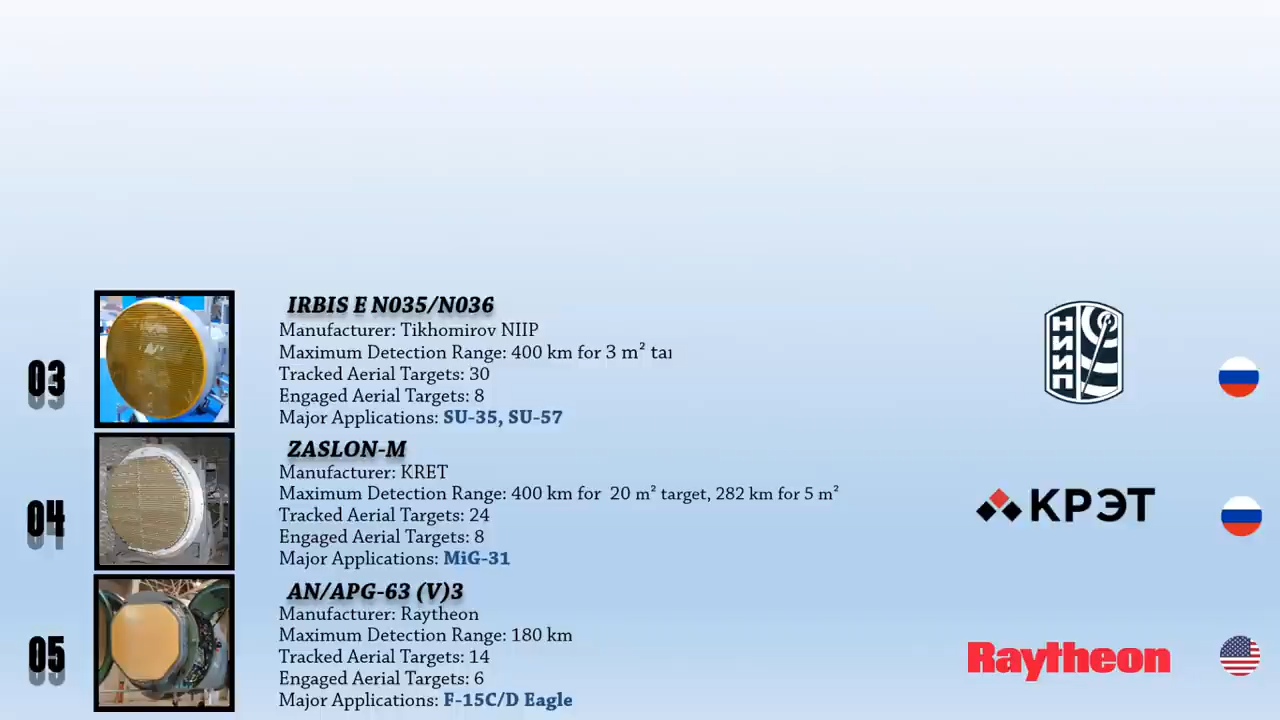 03
IRBIS E N035/N036
Manufacturer: Tikhomirov NIIP
Maximum Detection Range: 400 km for 3 m²
Tracked Aerial Targets: 30
Engaged Aerial Targets: 8
Major Applications: SU-35, SU-57
НИИП
04
ZASLON-M
Manufacturer: KRET
Maximum Detection Range: 400 km for 20 m² target, 282 km for 5 m²
Tracked Aerial Targets: 24
Engaged Aerial Targets: 8
Major Applications: MiG-31
КРЭТ
05
AN/APG-63 (V)3
Manufacturer: Raytheon
Maximum Detection Range: 180 km
Tracked Aerial Targets: 14
Engaged Aerial Targets: 6
Major Applications: F-15C/D Eagle
Raytheon